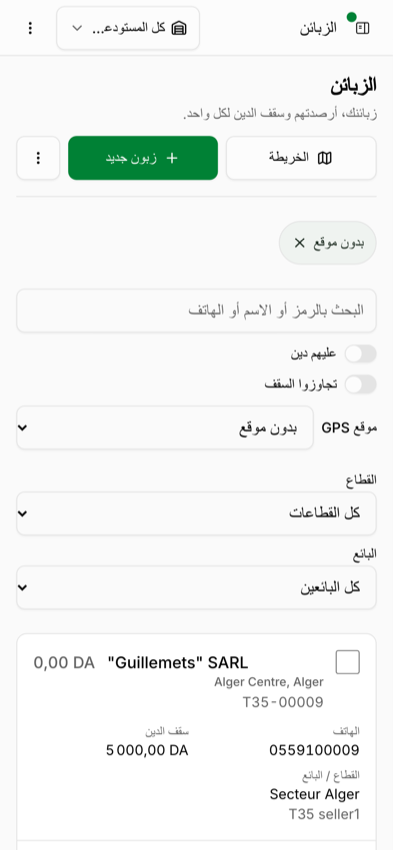 الزبائن
كل المستودعـ...
الزبائن
زبائنك، أرصدتهم وسقف الدين لكل واحد.
الخريطة
زبون جديد
بدون موقع
البحث بالرمز أو الاسم أو الهاتف
عليهم دين
تجاوزوا السقف
موقع GPS
بدون موقع
القطاع
كل القطاعات
البائع
كل البائعين
"Guillemets" SARL 0,00 DA
Alger Centre, Alger
T35-00009
الهاتف
0559100009
سقف الدين
5 000,00 DA
القطاع / البائع
Secteur Alger
T35 seller1